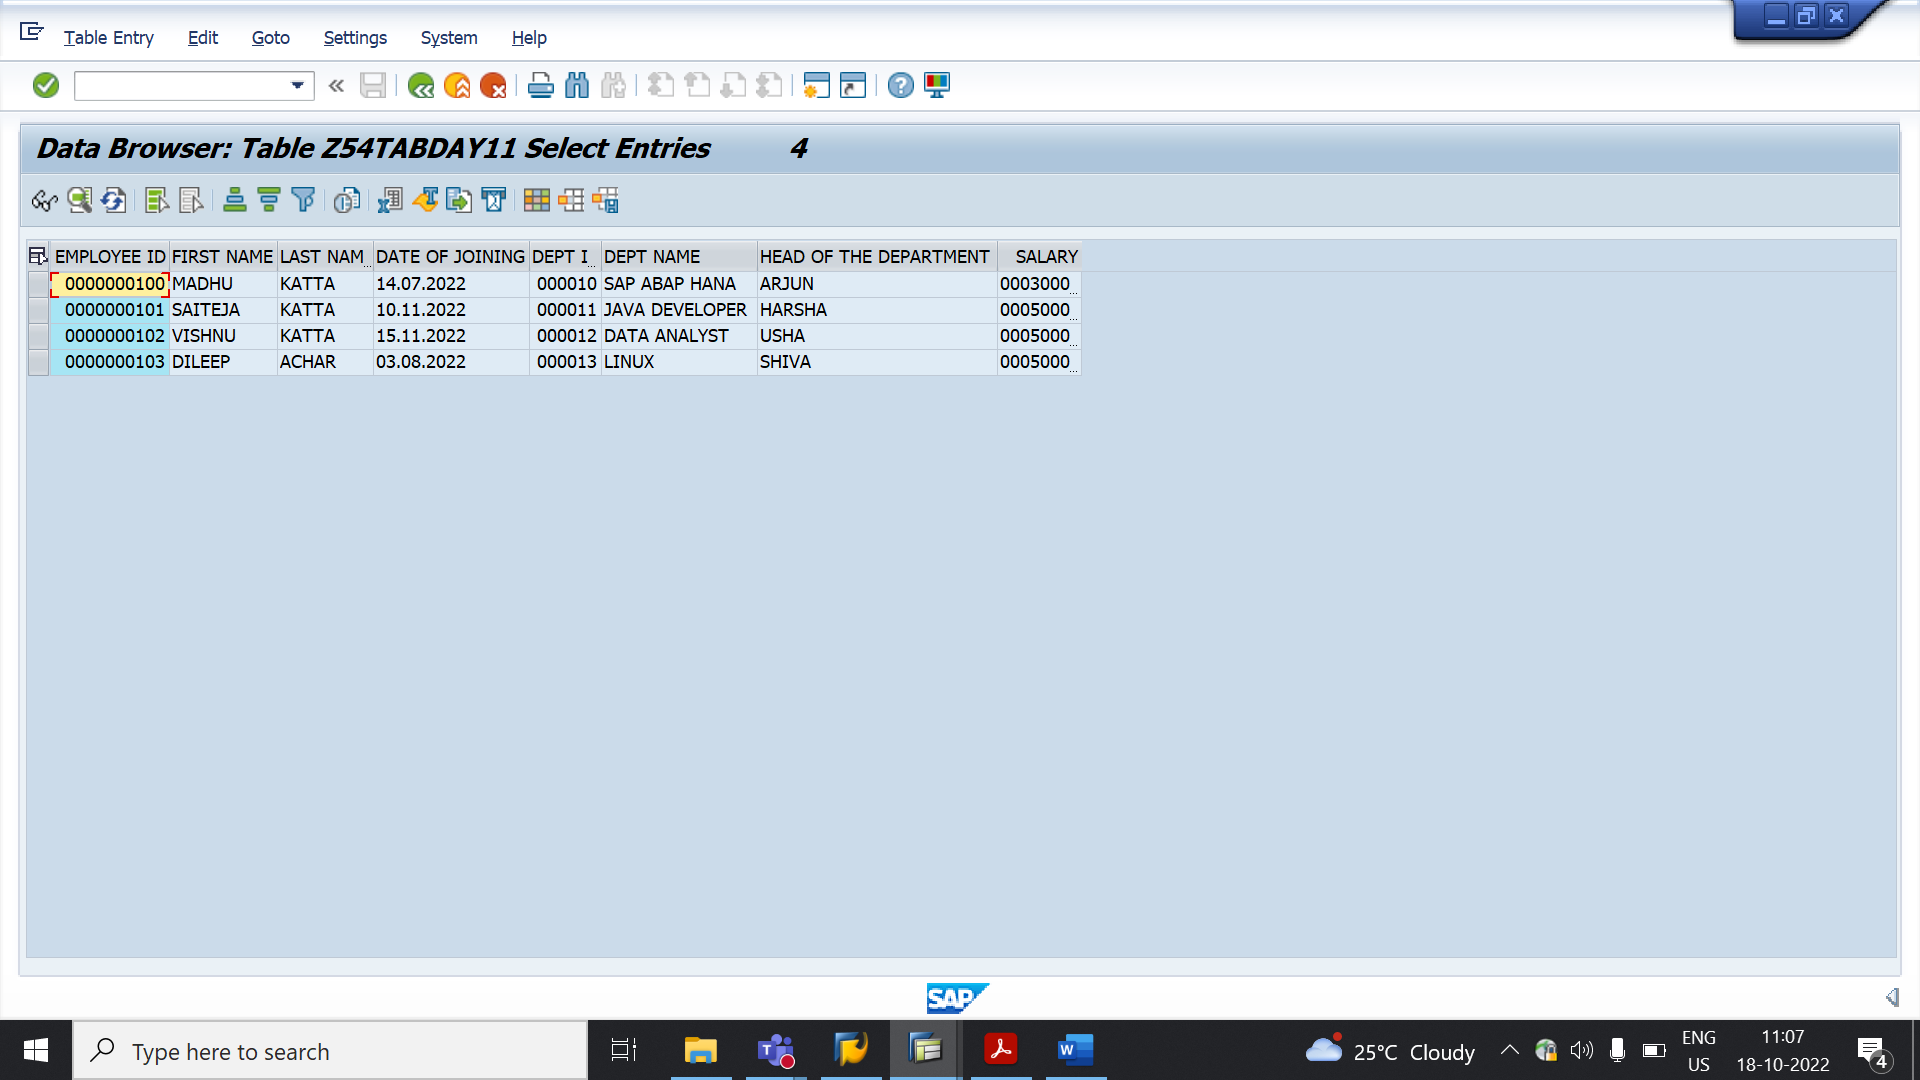 Table Entry Edit Goto Settings System Help
Data Browser: Table Z54TABDAY11 Select Entries 4
EMPLOYEE ID FIRST NAME LAST NAM... DATE OF JOINING DEPT I... DEPT NAME HEAD OF THE DEPARTMENT SALARY
0000000100 MADHU KATTA 14.07.2022 000010 SAP ABAP HANA ARJUN 0003000...
0000000101 SAITEJA KATTA 10.11.2022 000011 JAVA DEVELOPER HARSHA 0005000...
0000000102 VISHNU KATTA 15.11.2022 000012 DATA ANALYST USHA 0005000...
0000000103 DILEEP ACHAR 03.08.2022 000013 LINUX SHIVA 0005000...
SAP
Type here to search
25°C Cloudy
ENG
US
11:07
18-10-2022
4